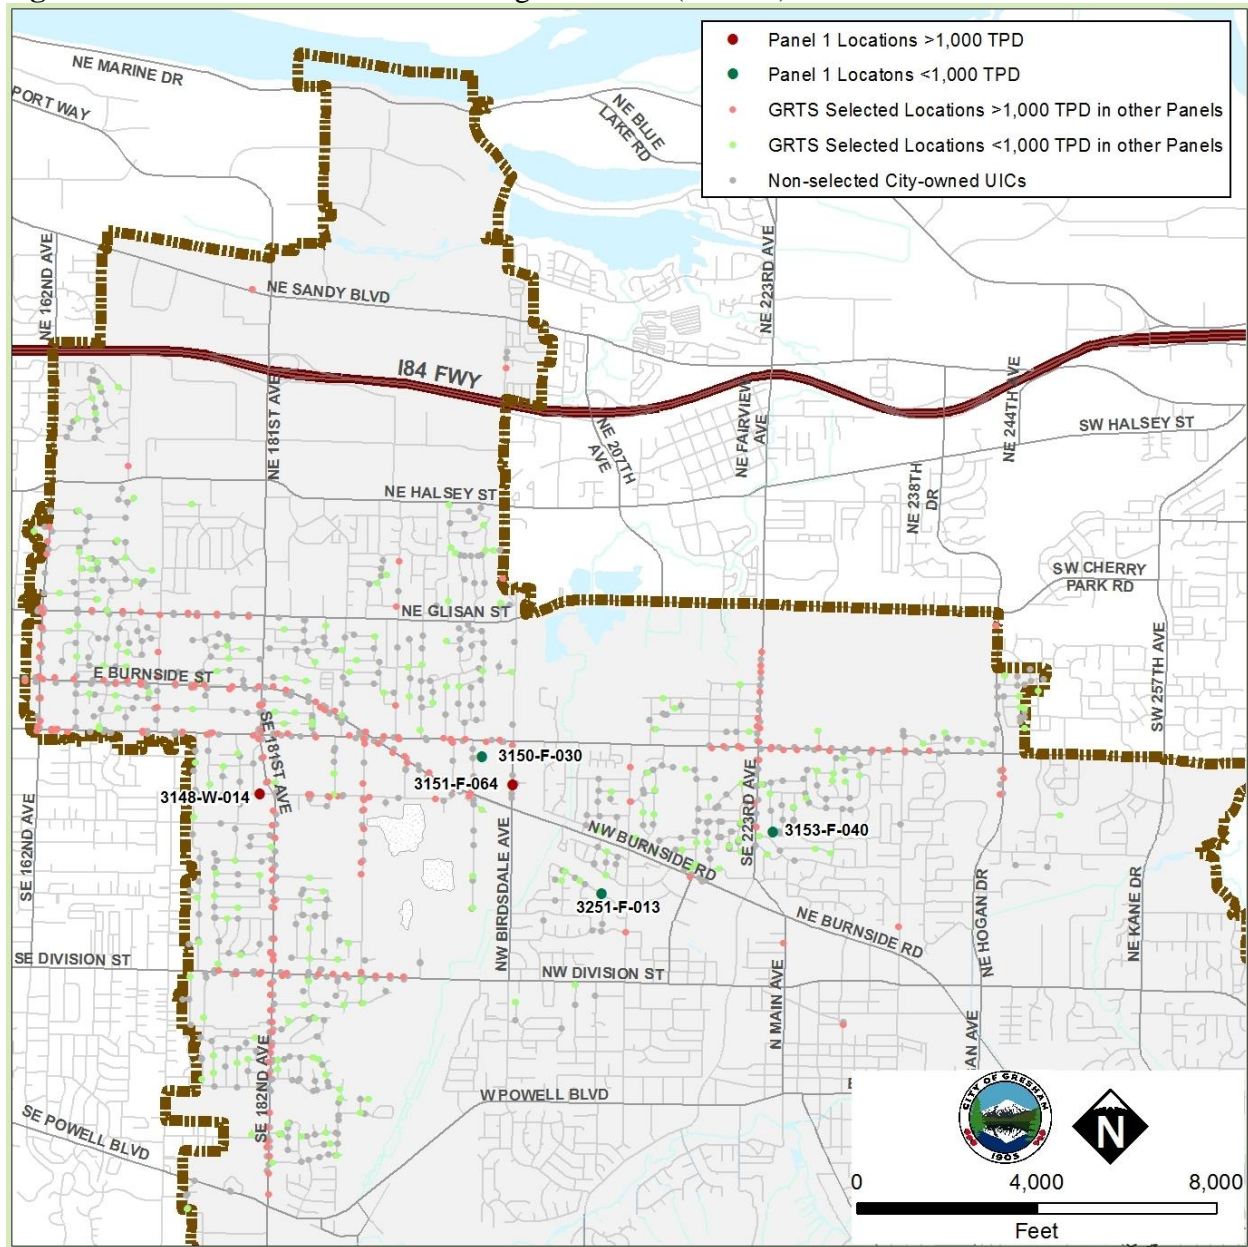 Panel 1 Locations >1,000 TPD
Panel 1 Locatons <1,000 TPD
GRTS Selected Locations >1,000 TPD in other Panels
GRTS Selected Locations <1,000 TPD in other Panels
Non-selected City-owned UICs
NE MARINE DR
PORT WAY
NE BLUE
LAKE RD
NE 162ND AVE
NE SANDY BLVD
NE 223RD AVE
I84 FWY
NE 181ST AVE
NE 207TH
AVE
NE FAIRVIEW
AVE
NE 244TH AVE
SW HALSEY ST
NE HALSEY ST
NE 238TH
DR
SW CHERRY
PARK RD
NE GLISAN ST
SW 257TH AVE
E BURNSIDE ST
SE 181ST AVE
3150-F-030
3151-F-064
3148-W-014
SE 162ND AVE
NW BIRDSDALE AVE
NW BURNSIDE RD
SE 223RD AVE
3153-F-040
3251-F-013
NE BURNSIDE RD
NE HOGAN DR
NE KANE DR
SE DIVISION ST
NW DIVISION ST
N MAIN AVE
AN AVE
SE 182ND AVE
W POWELL BLVD
SE POWELL BLVD
CITY OF GRESHAM
1905
N
0 4,000 8,000
Feet